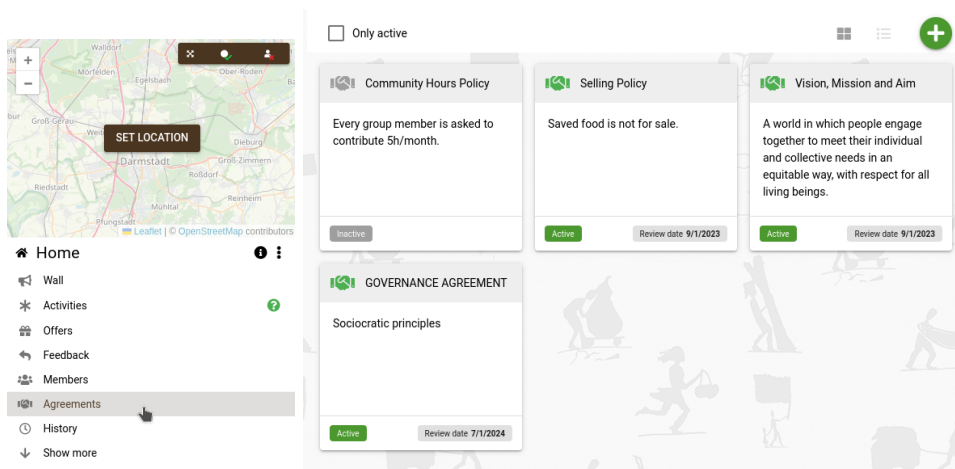 Only active
+
Walldorf
Mörfelden
Egelsbach
Ober-Roden
Groß-Gerau
SET LOCATION
Darmstadt
Dieburg
Groß-Zimmern
Roßdorf
Riedstadt
Reinheim
Mühltal
Pfungstadt
Leaflet | © OpenStreetMap contributors
Home
Wall
Activities
Offers
Feedback
Members
Agreements
History
Show more
Community Hours Policy
Every group member is asked to
contribute 5h/month.
Inactive
Selling Policy
Saved food is not for sale.
Active
Review date 9/1/2023
Vision, Mission and Aim
A world in which people engage
together to meet their individual
and collective needs in an
equitable way, with respect for all
living beings.
Active
Review date 9/1/2023
GOVERNANCE AGREEMENT
Sociocratic principles
Active
Review date 7/1/2024